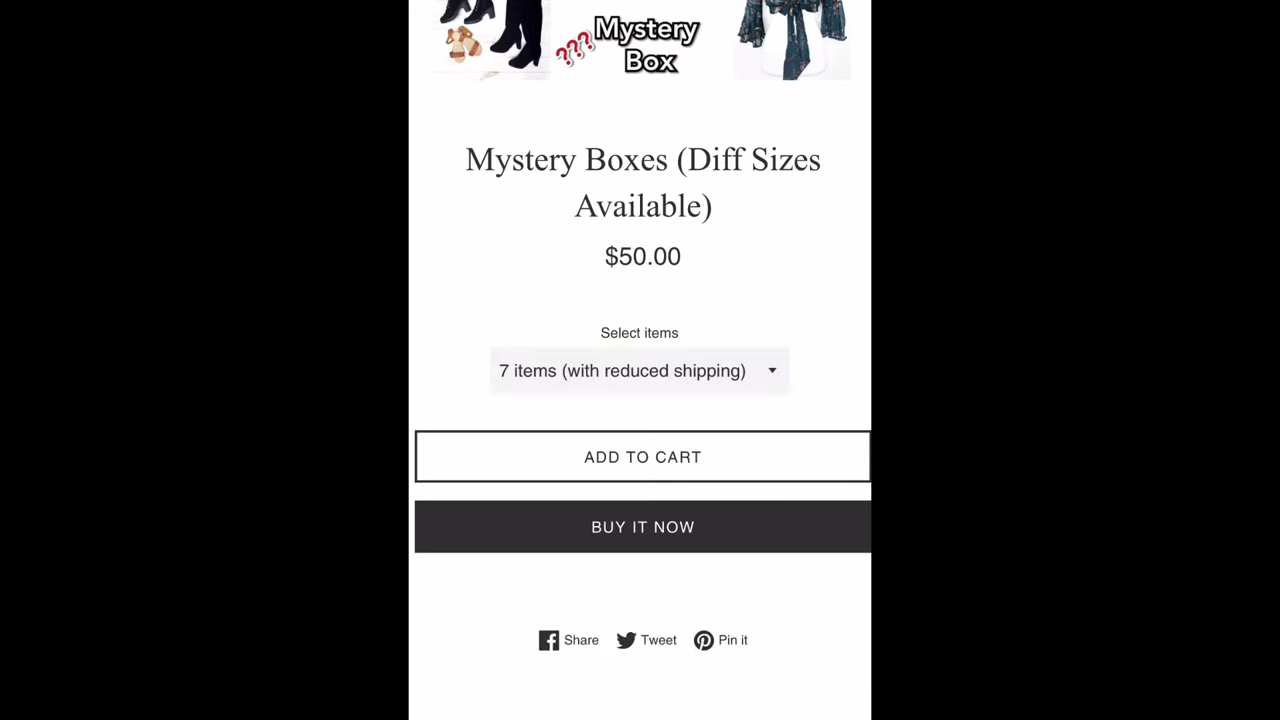 Mystery
???
Box
Mystery Boxes (Diff Sizes
Available)
$50.00
Select items
7 items (with reduced shipping)
ADD TO CART
BUY IT NOW
Share Tweet Pin it